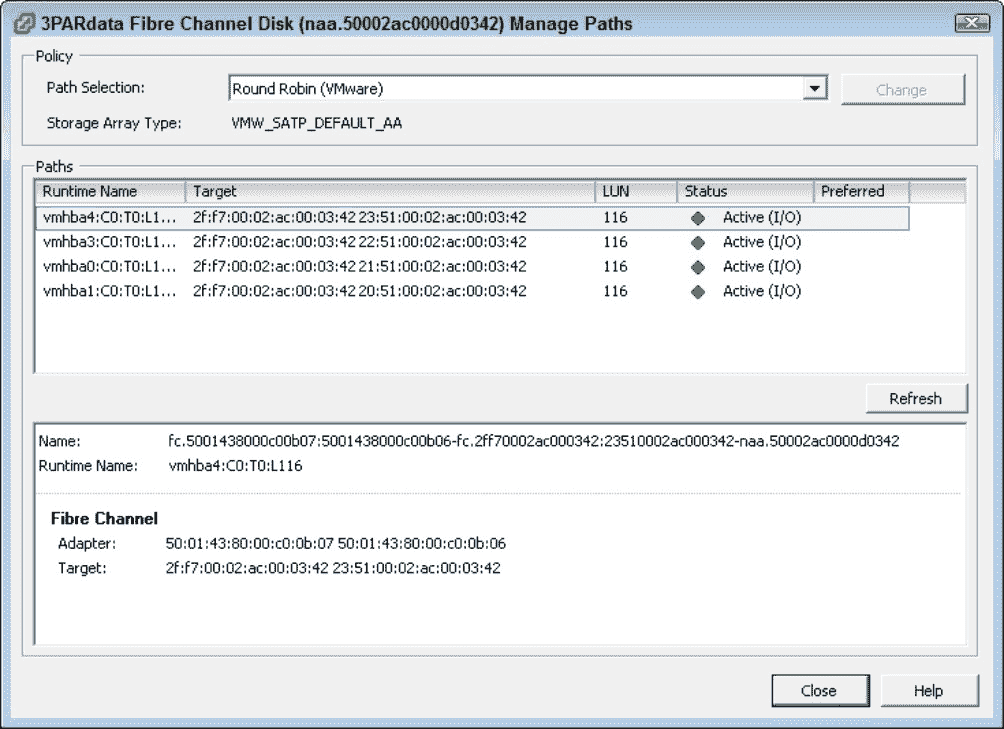 3PARdata Fibre Channel Disk (naa.50002ac0000d0342) Manage Paths
Policy
Path Selection: Round Robin (VMware) Change
Storage Array Type: VMW_SATP_DEFAULT_AA
Paths
Runtime Name Target LUN Status Preferred
vmhba4:C0:T0:L1... 2f:f7:00:02:ac:00:03:42 23:51:00:02:ac:00:03:42 116 Active (I/O)
vmhba3:C0:T0:L1... 2f:f7:00:02:ac:00:03:42 22:51:00:02:ac:00:03:42 116 Active (I/O)
vmhba0:C0:T0:L1... 2f:f7:00:02:ac:00:03:42 21:51:00:02:ac:00:03:42 116 Active (I/O)
vmhba1:C0:T0:L1... 2f:f7:00:02:ac:00:03:42 20:51:00:02:ac:00:03:42 116 Active (I/O)
Refresh
Name: fc.5001438000c00b07:5001438000c00b06-fc.2ff70002ac000342:23510002ac000342-naa.50002ac0000d0342
Runtime Name: vmhba4:C0:T0:L116
Fibre Channel
Adapter: 50:01:43:80:00:c0:0b:07 50:01:43:80:00:c0:0b:06
Target: 2f:f7:00:02:ac:00:03:42 23:51:00:02:ac:00:03:42
Close Help